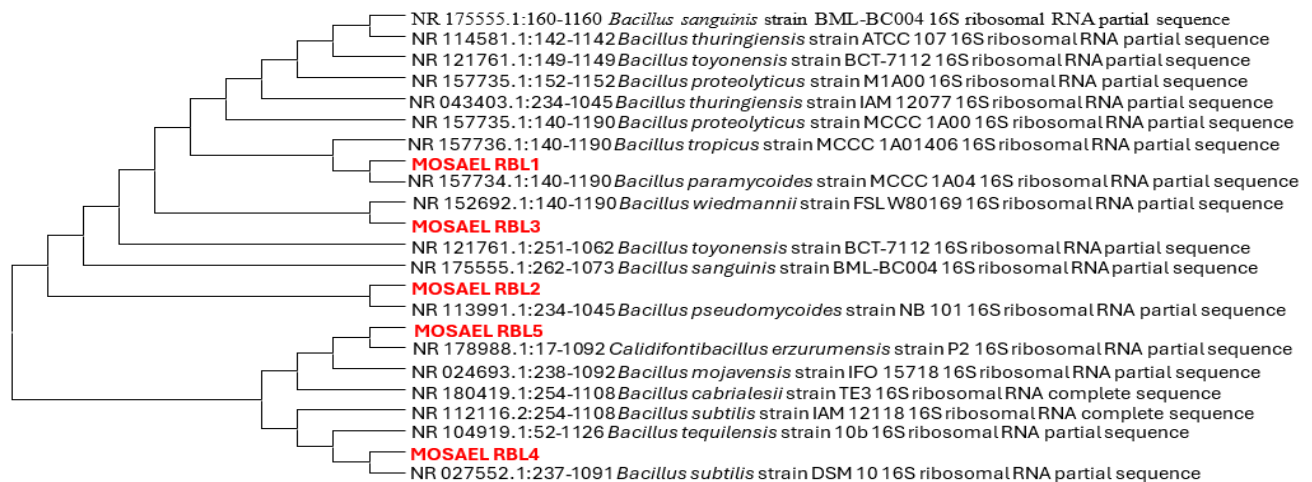 NR 175555.1:160-1160 Bacillus sanguinis strain BML-BC004 16S ribosomal RNA partial sequence
NR 114581.1:142-1142 Bacillus thuringiensis strain ATCC 107 16S ribosomal RNA partial sequence
NR 121761.1:149-1149 Bacillus toyonensis strain BCT-7112 16S ribosomal RNA partial sequence
NR 157735.1:152-1152 Bacillus proteolyticus strain M1A00 16S ribosomal RNA partial sequence
NR 043403.1:234-1045 Bacillus thuringiensis strain IAM 12077 16S ribosomal RNA partial sequence
NR 157735.1:140-1190 Bacillus proteolyticus strain MCCC 1A00 16S ribosomal RNA partial sequence
NR 157736.1:140-1190 Bacillus tropicus strain MCCC 1A01406 16S ribosomal RNA partial sequence
MOSAEL RBL1
NR 157734.1:140-1190 Bacillus paramycoides strain MCCC 1A04 16S ribosomal RNA partial sequence
NR 152692.1:140-1190 Bacillus wiedmannii strain FSL W80169 16S ribosomal RNA partial sequence
MOSAEL RBL3
NR 121761.1:251-1062 Bacillus toyonensis strain BCT-7112 16S ribosomal RNA partial sequence
NR 175555.1:262-1073 Bacillus sanguinis strain BML-BC004 16S ribosomal RNA partial sequence
MOSAEL RBL2
NR 113991.1:234-1045 Bacillus pseudomycoides strain NB 101 16S ribosomal RNA partial sequence
MOSAEL RBL5
NR 178988.1:17-1092 Calidifontibacillus erzurumensis strain P2 16S ribosomal RNA partial sequence
NR 024693.1:238-1092 Bacillus mojavensis strain IFO 15718 16S ribosomal RNA partial sequence
NR 180419.1:254-1108 Bacillus cabrialesii strain TE3 16S ribosomal RNA complete sequence
NR 112116.2:254-1108 Bacillus subtilis strain IAM 12118 16S ribosomal RNA complete sequence
NR 104919.1:52-1126 Bacillus tequilensis strain 10b 16S ribosomal RNA partial sequence
MOSAEL RBL4
NR 027552.1:237-1091 Bacillus subtilis strain DSM 10 16S ribosomal RNA partial sequence